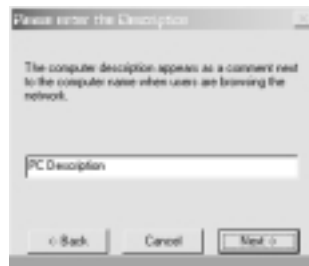 Please enter the Description
The computer description appears as a comment next
to the computer name when users are browsing the
network.
PC Description
< Back
Cancel
Next >